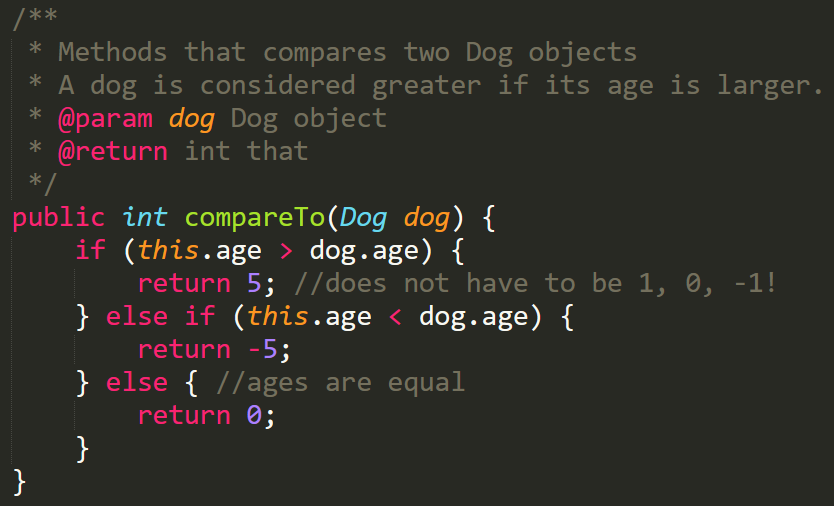 /**
 * Methods that compares two Dog objects
 * A dog is considered greater if its age is larger.
 * @param dog Dog object
 * @return int that
 */
public int compareTo(Dog dog) {
    if (this.age > dog.age) {
        return 5; //does not have to be 1, 0, -1!
    } else if (this.age < dog.age) {
        return -5;
    } else { //ages are equal
        return 0;
    }
}